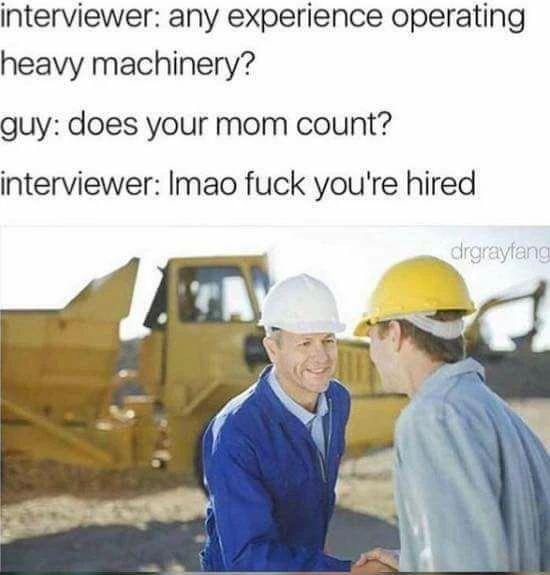 interviewer: any experience operating
heavy machinery?
guy: does your mom count?
interviewer: lmao fuck you're hired
drgrayfang